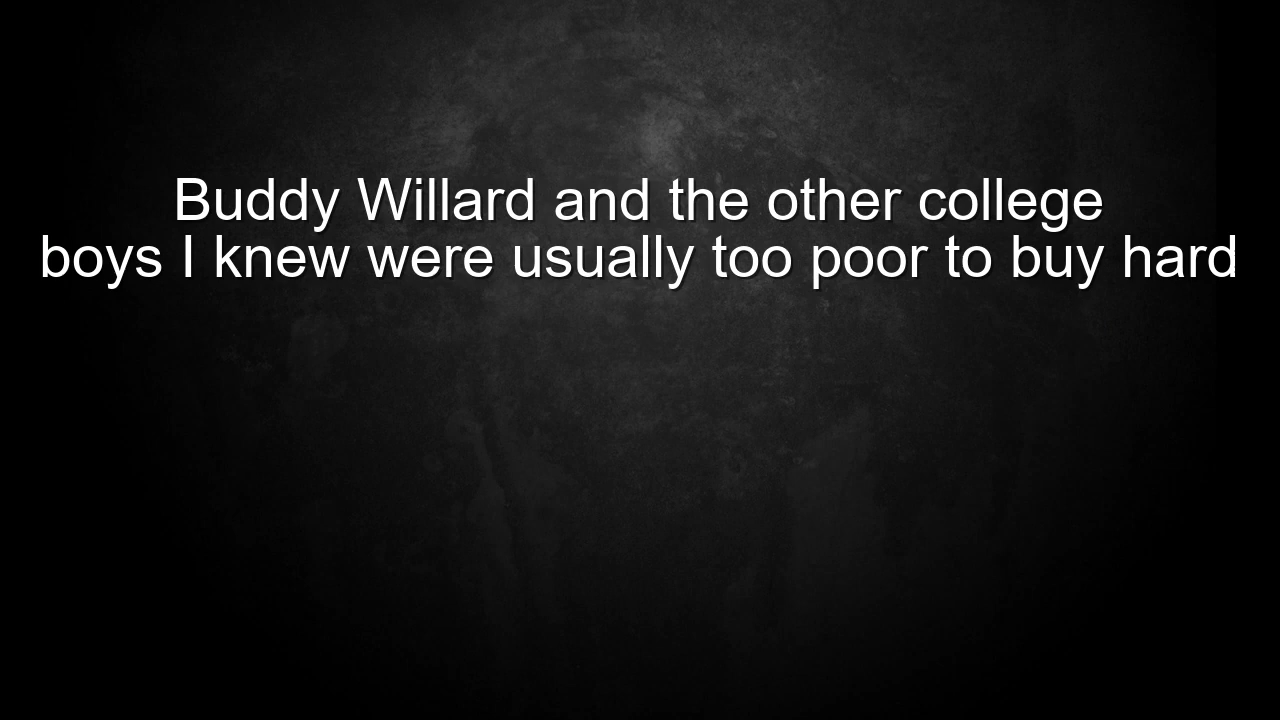 Buddy Willard and the other college
boys I knew were usually too poor to buy hard